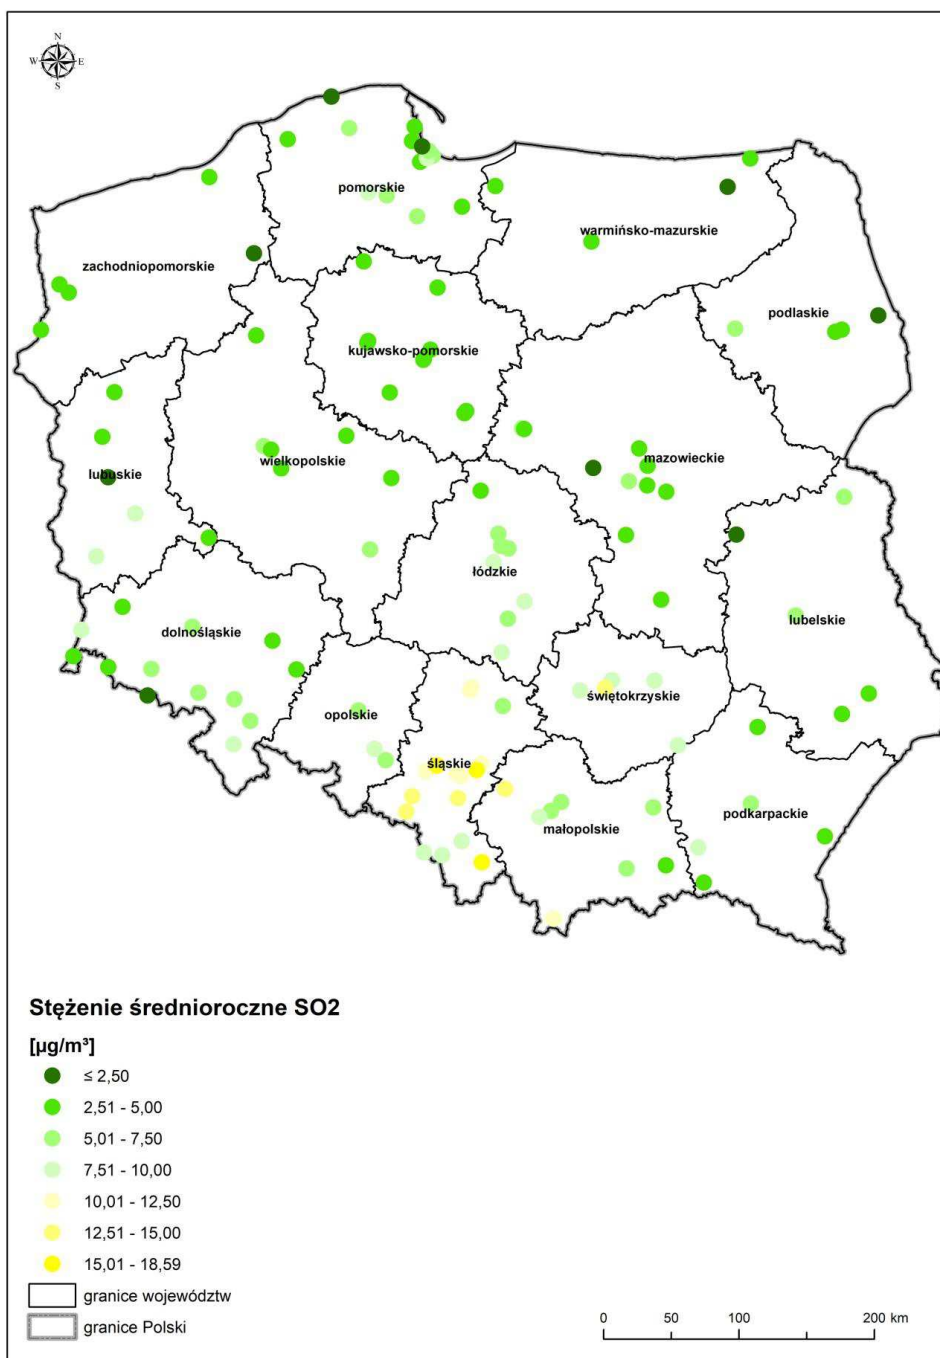 N
W E
S
pomorskie
warmińsko-mazurskie
zachodniopomorskie
podlaskie
kujawsko-pomorskie
mazowieckie
wielkopolskie
lubuskie
łódzkie
lubelskie
dolnośląskie
świętokrzyskie
opolskie
śląskie
podkarpackie
małopolskie
Stężenie średnioroczne SO2
[µg/m³]
≤ 2,50
2,51 - 5,00
5,01 - 7,50
7,51 - 10,00
10,01 - 12,50
12,51 - 15,00
15,01 - 18,59
granice województw
granice Polski
0 50 100 200 km